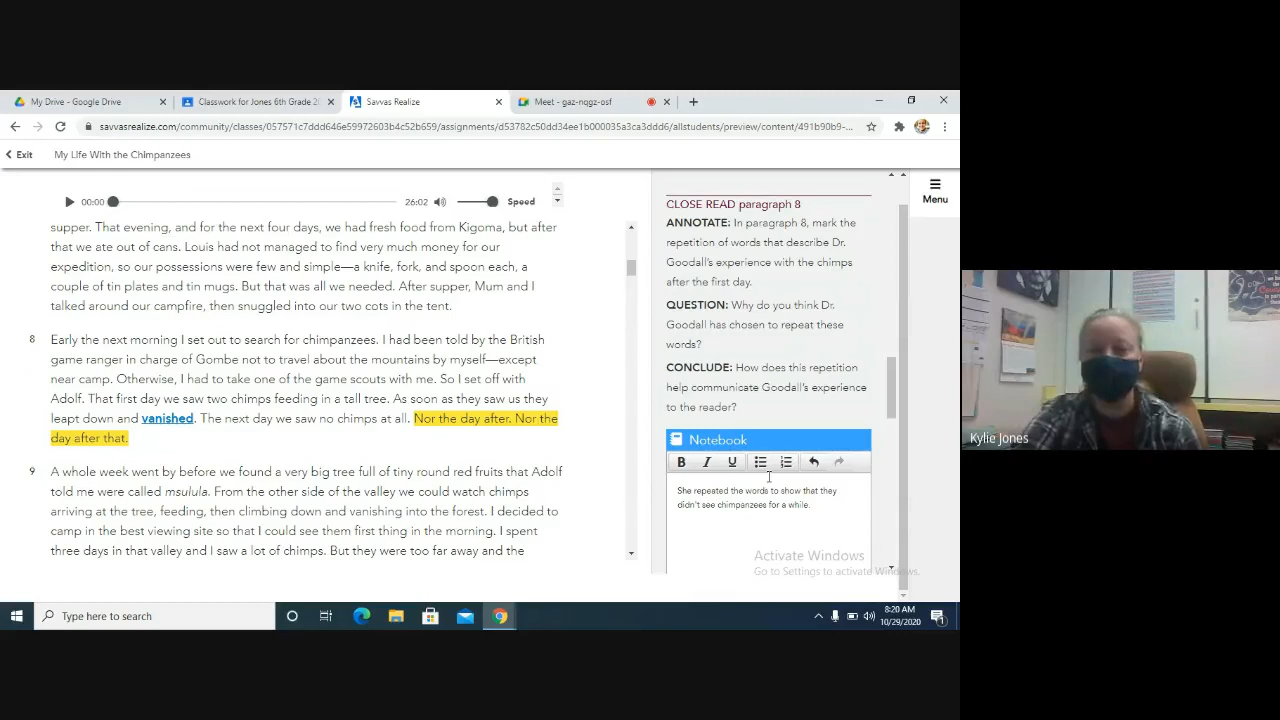 My Drive - Google Drive
Classwork for Jones 6th Grade 2
Savvas Realize
Meet - gaz-nqgz-osf
savvasrealize.com/community/classes/057571c7ddd646e59972603b4c52b659/assignments/d53782c50dd34ee1b000035a3ca3ddd6/allstudents/preview/content/491b90b9-...
Exit
My Life With the Chimpanzees
00:00
26:02
Speed
Menu
supper. That evening, and for the next four days, we had fresh food from Kigoma, but after
that we ate out of cans. Louis had not managed to find very much money for our
expedition, so our possessions were few and simple—a knife, fork, and spoon each, a
couple of tin plates and tin mugs. But that was all we needed. After supper, Mum and I
talked around our campfire, then snuggled into our two cots in the tent.
8 Early the next morning I set out to search for chimpanzees. I had been told by the British
game ranger in charge of Gombe not to travel about the mountains by myself—except
near camp. Otherwise, I had to take one of the game scouts with me. So I set off with
Adolf. That first day we saw two chimps feeding in a tall tree. As soon as they saw us they
leapt down and vanished. The next day we saw no chimps at all. Nor the day after. Nor the
day after that.
9 A whole week went by before we found a very big tree full of tiny round red fruits that Adolf
told me were called msulula. From the other side of the valley we could watch chimps
arriving at the tree, feeding, then climbing down and vanishing into the forest. I decided to
camp in the best viewing site so that I could see them first thing in the morning. I spent
three days in that valley and I saw a lot of chimps. But they were too far away and the
CLOSE READ paragraph 8
ANNOTATE: In paragraph 8, mark the
repetition of words that describe Dr.
Goodall's experience with the chimps
after the first day.
QUESTION: Why do you think Dr.
Goodall has chosen to repeat these
words?
CONCLUDE: How does this repetition
help communicate Goodall's experience
to the reader?
Notebook
B I U
She repeated the words to show that they
didn't see chimpanzees for a while.
Activate Windows
Go to Settings to activate Windows.
Type here to search
8:20 AM
10/29/2020
Kylie Jones